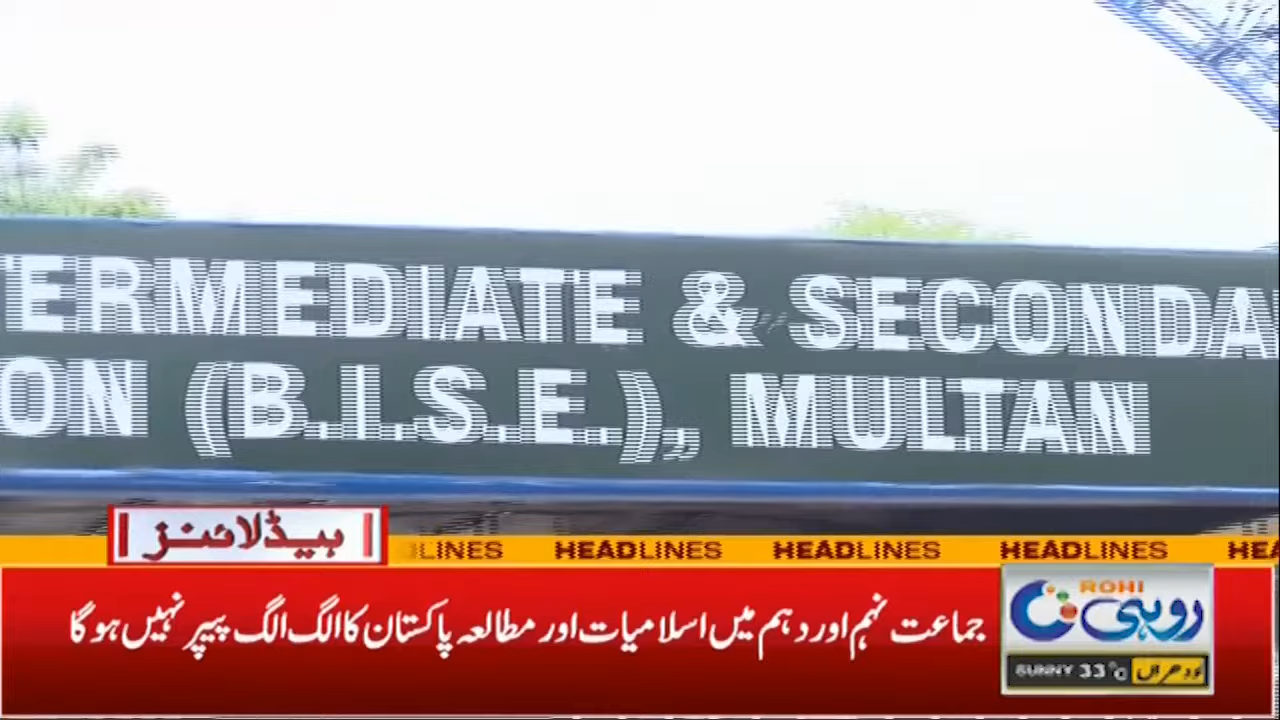 ERMEDIATE & SECONDA
ON (B.I.S.E.), MULTAN
ہیڈلائنز
LINES HEADLINES HEADLINES HEADLINES HEA
جماعت نہم اور دہم میں اسلامیات اور مطالعہ پاکستان کا الگ الگ پیپر نہیں ہوگا
ROHI
روہی
SUNNY 33°C لودھراں